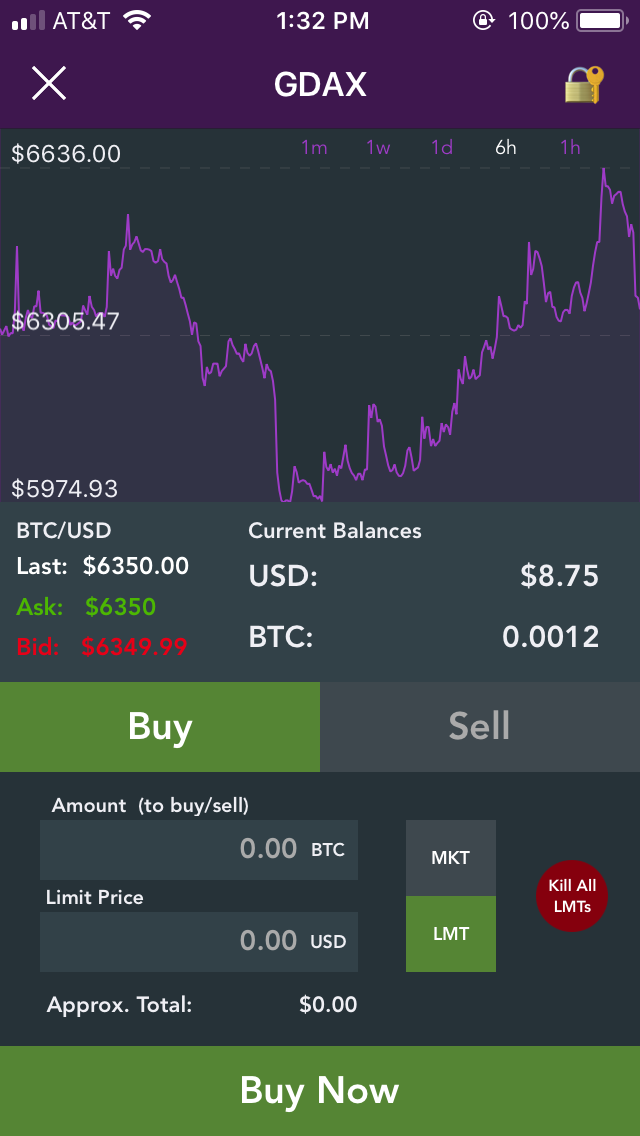 AT&T 1:32 PM 100%
GDAX
$6636.00 1m 1w 1d 6h 1h
$6305.47
$5974.93
BTC/USD Current Balances
Last: $6350.00 USD: $8.75
Ask: $6350
Bid: $6349.99 BTC: 0.0012
Buy Sell
Amount (to buy/sell)
0.00 BTC MKT
Kill All
LMTs
Limit Price
0.00 USD LMT
Approx. Total: $0.00
Buy Now